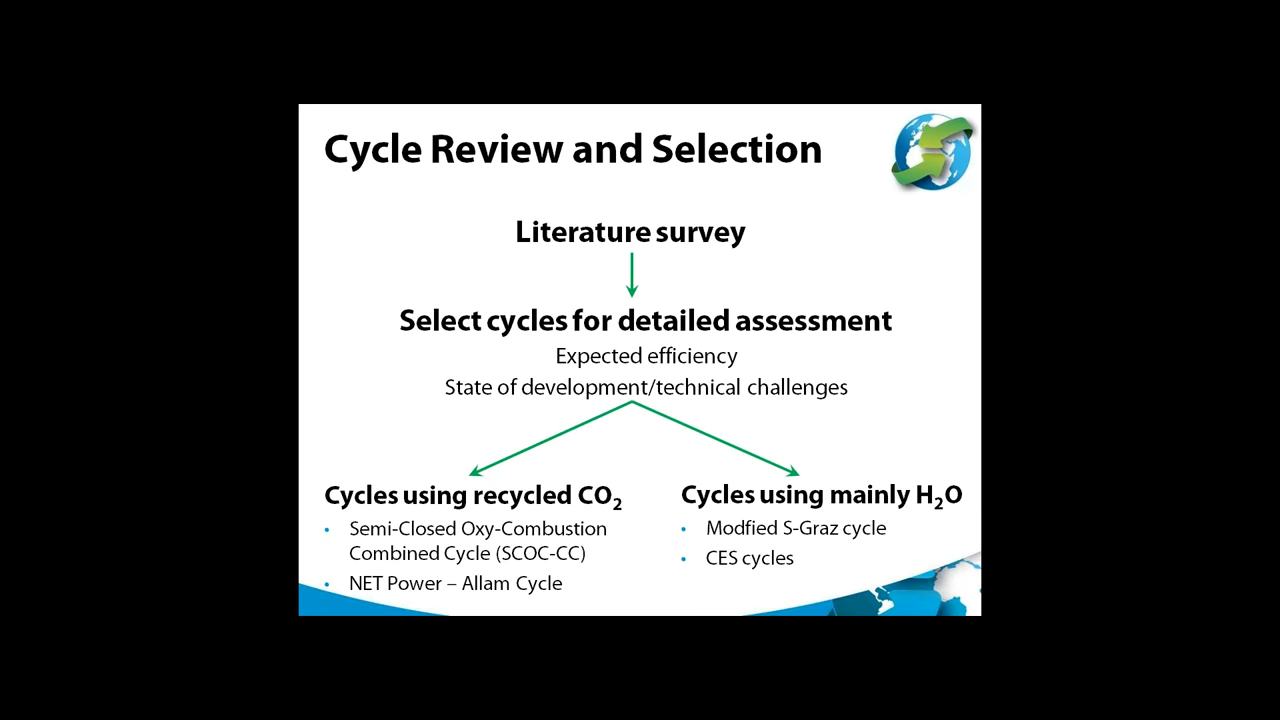 Cycle Review and Selection
Literature survey
Select cycles for detailed assessment
Expected efficiency
State of development/technical challenges
Cycles using recycled CO₂
• Semi-Closed Oxy-Combustion
Combined Cycle (SCOC-CC)
• NET Power – Allam Cycle
Cycles using mainly H₂O
• Modfied S-Graz cycle
• CES cycles